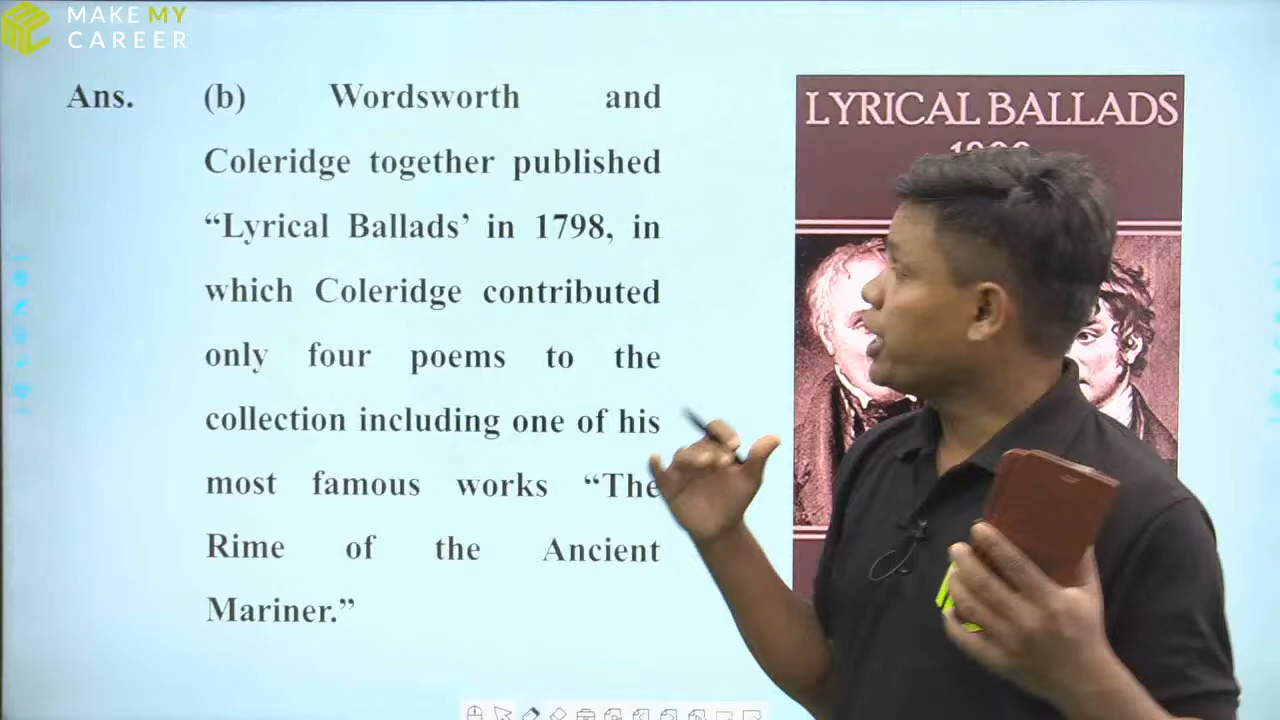 MAKE MY
CAREER
Ans. (b) Wordsworth and
Coleridge together published
“Lyrical Ballads’ in 1798, in
which Coleridge contributed
only four poems to the
collection including one of his
most famous works “The
Rime of the Ancient
Mariner.”
LYRICAL BALLADS